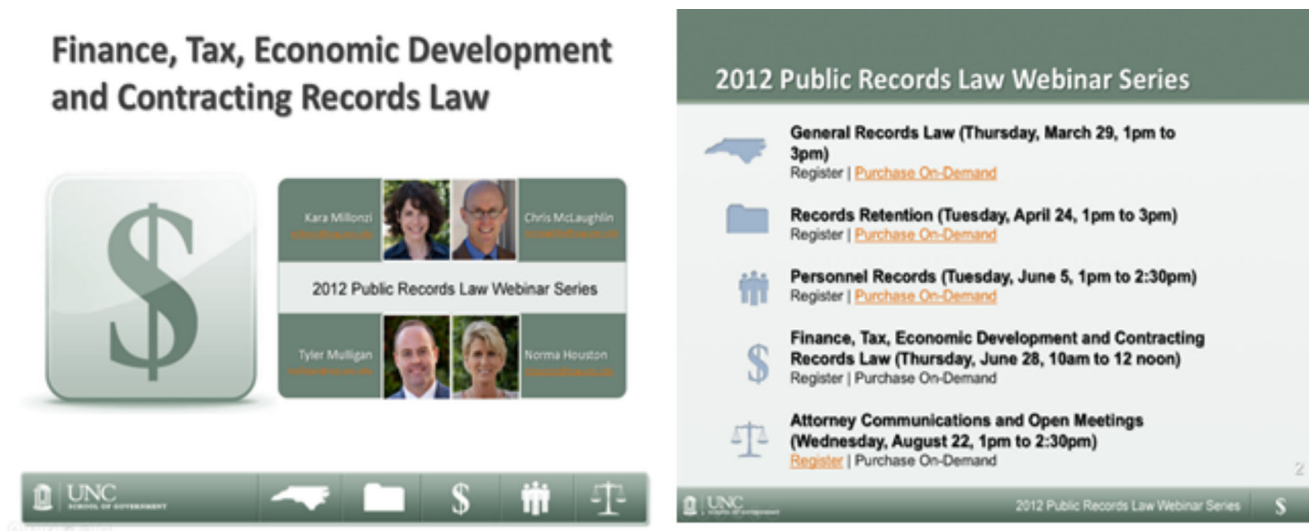 Finance, Tax, Economic Development
and Contracting Records Law
$
Kara Millonzi
Chris McLaughlin
2012 Public Records Law Webinar Series
Tyler Mulligan
Norma Houston
UNC
SCHOOL OF GOVERNMENT
$
2012 Public Records Law Webinar Series
General Records Law (Thursday, March 29, 1pm to
3pm)
Register | Purchase On-Demand
Records Retention (Tuesday, April 24, 1pm to 3pm)
Register | Purchase On-Demand
Personnel Records (Tuesday, June 5, 1pm to 2:30pm)
Register | Purchase On-Demand
Finance, Tax, Economic Development and Contracting
$ Records Law (Thursday, June 28, 10am to 12 noon)
Register | Purchase On-Demand
Attorney Communications and Open Meetings
(Wednesday, August 22, 1pm to 2:30pm)
Register | Purchase On-Demand
2
UNC
SCHOOL OF GOVERNMENT
2012 Public Records Law Webinar Series $